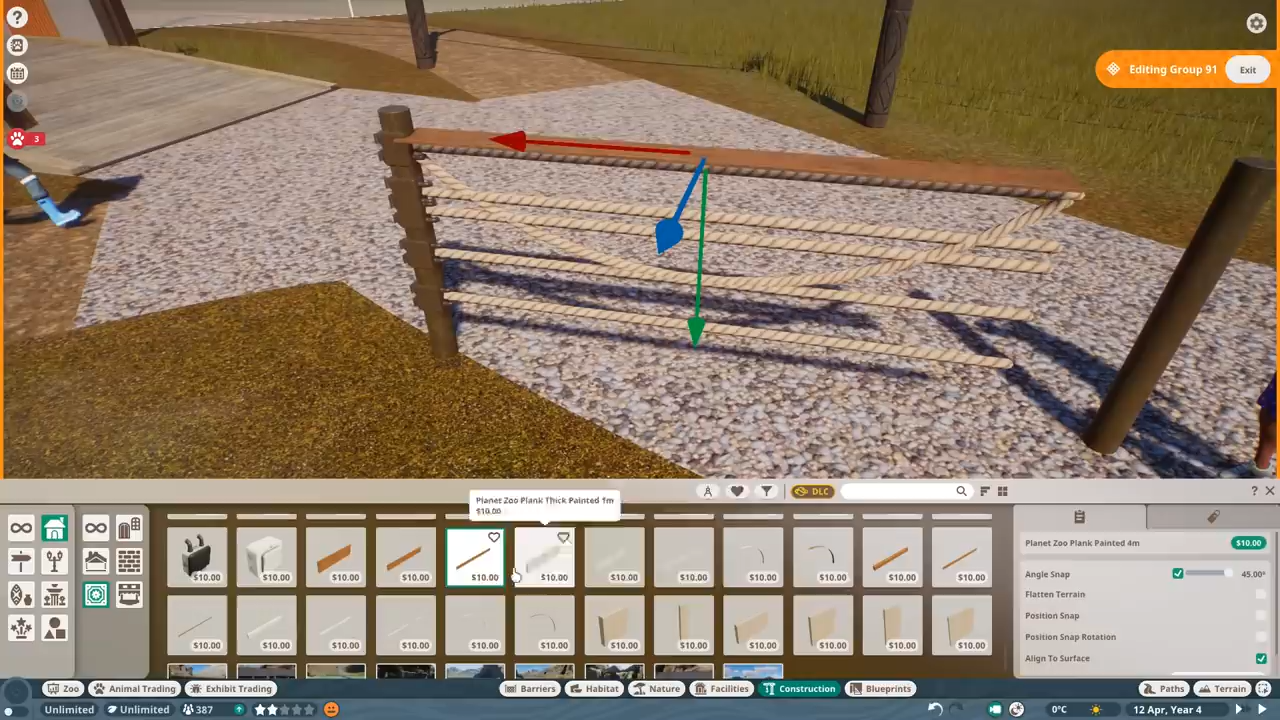 ?
Editing Group 91
Exit
3
Planet Zoo Plank Thick Painted 1m
$10.00
DLC
?
$10.00 $10.00 $10.00 $10.00 $10.00 $10.00 $10.00 $10.00 $10.00 $10.00 $10.00 $10.00
$10.00 $10.00 $10.00 $10.00 $10.00 $10.00 $10.00 $10.00 $10.00 $10.00 $10.00 $10.00
Planet Zoo Plank Painted 4m $10.00
Angle Snap 45.00°
Flatten Terrain
Position Snap
Position Snap Rotation
Align To Surface
Zoo Animal Trading Exhibit Trading Barriers Habitat Nature Facilities Construction Blueprints Paths Terrain
Unlimited Unlimited 387 0°C 12 Apr, Year 4